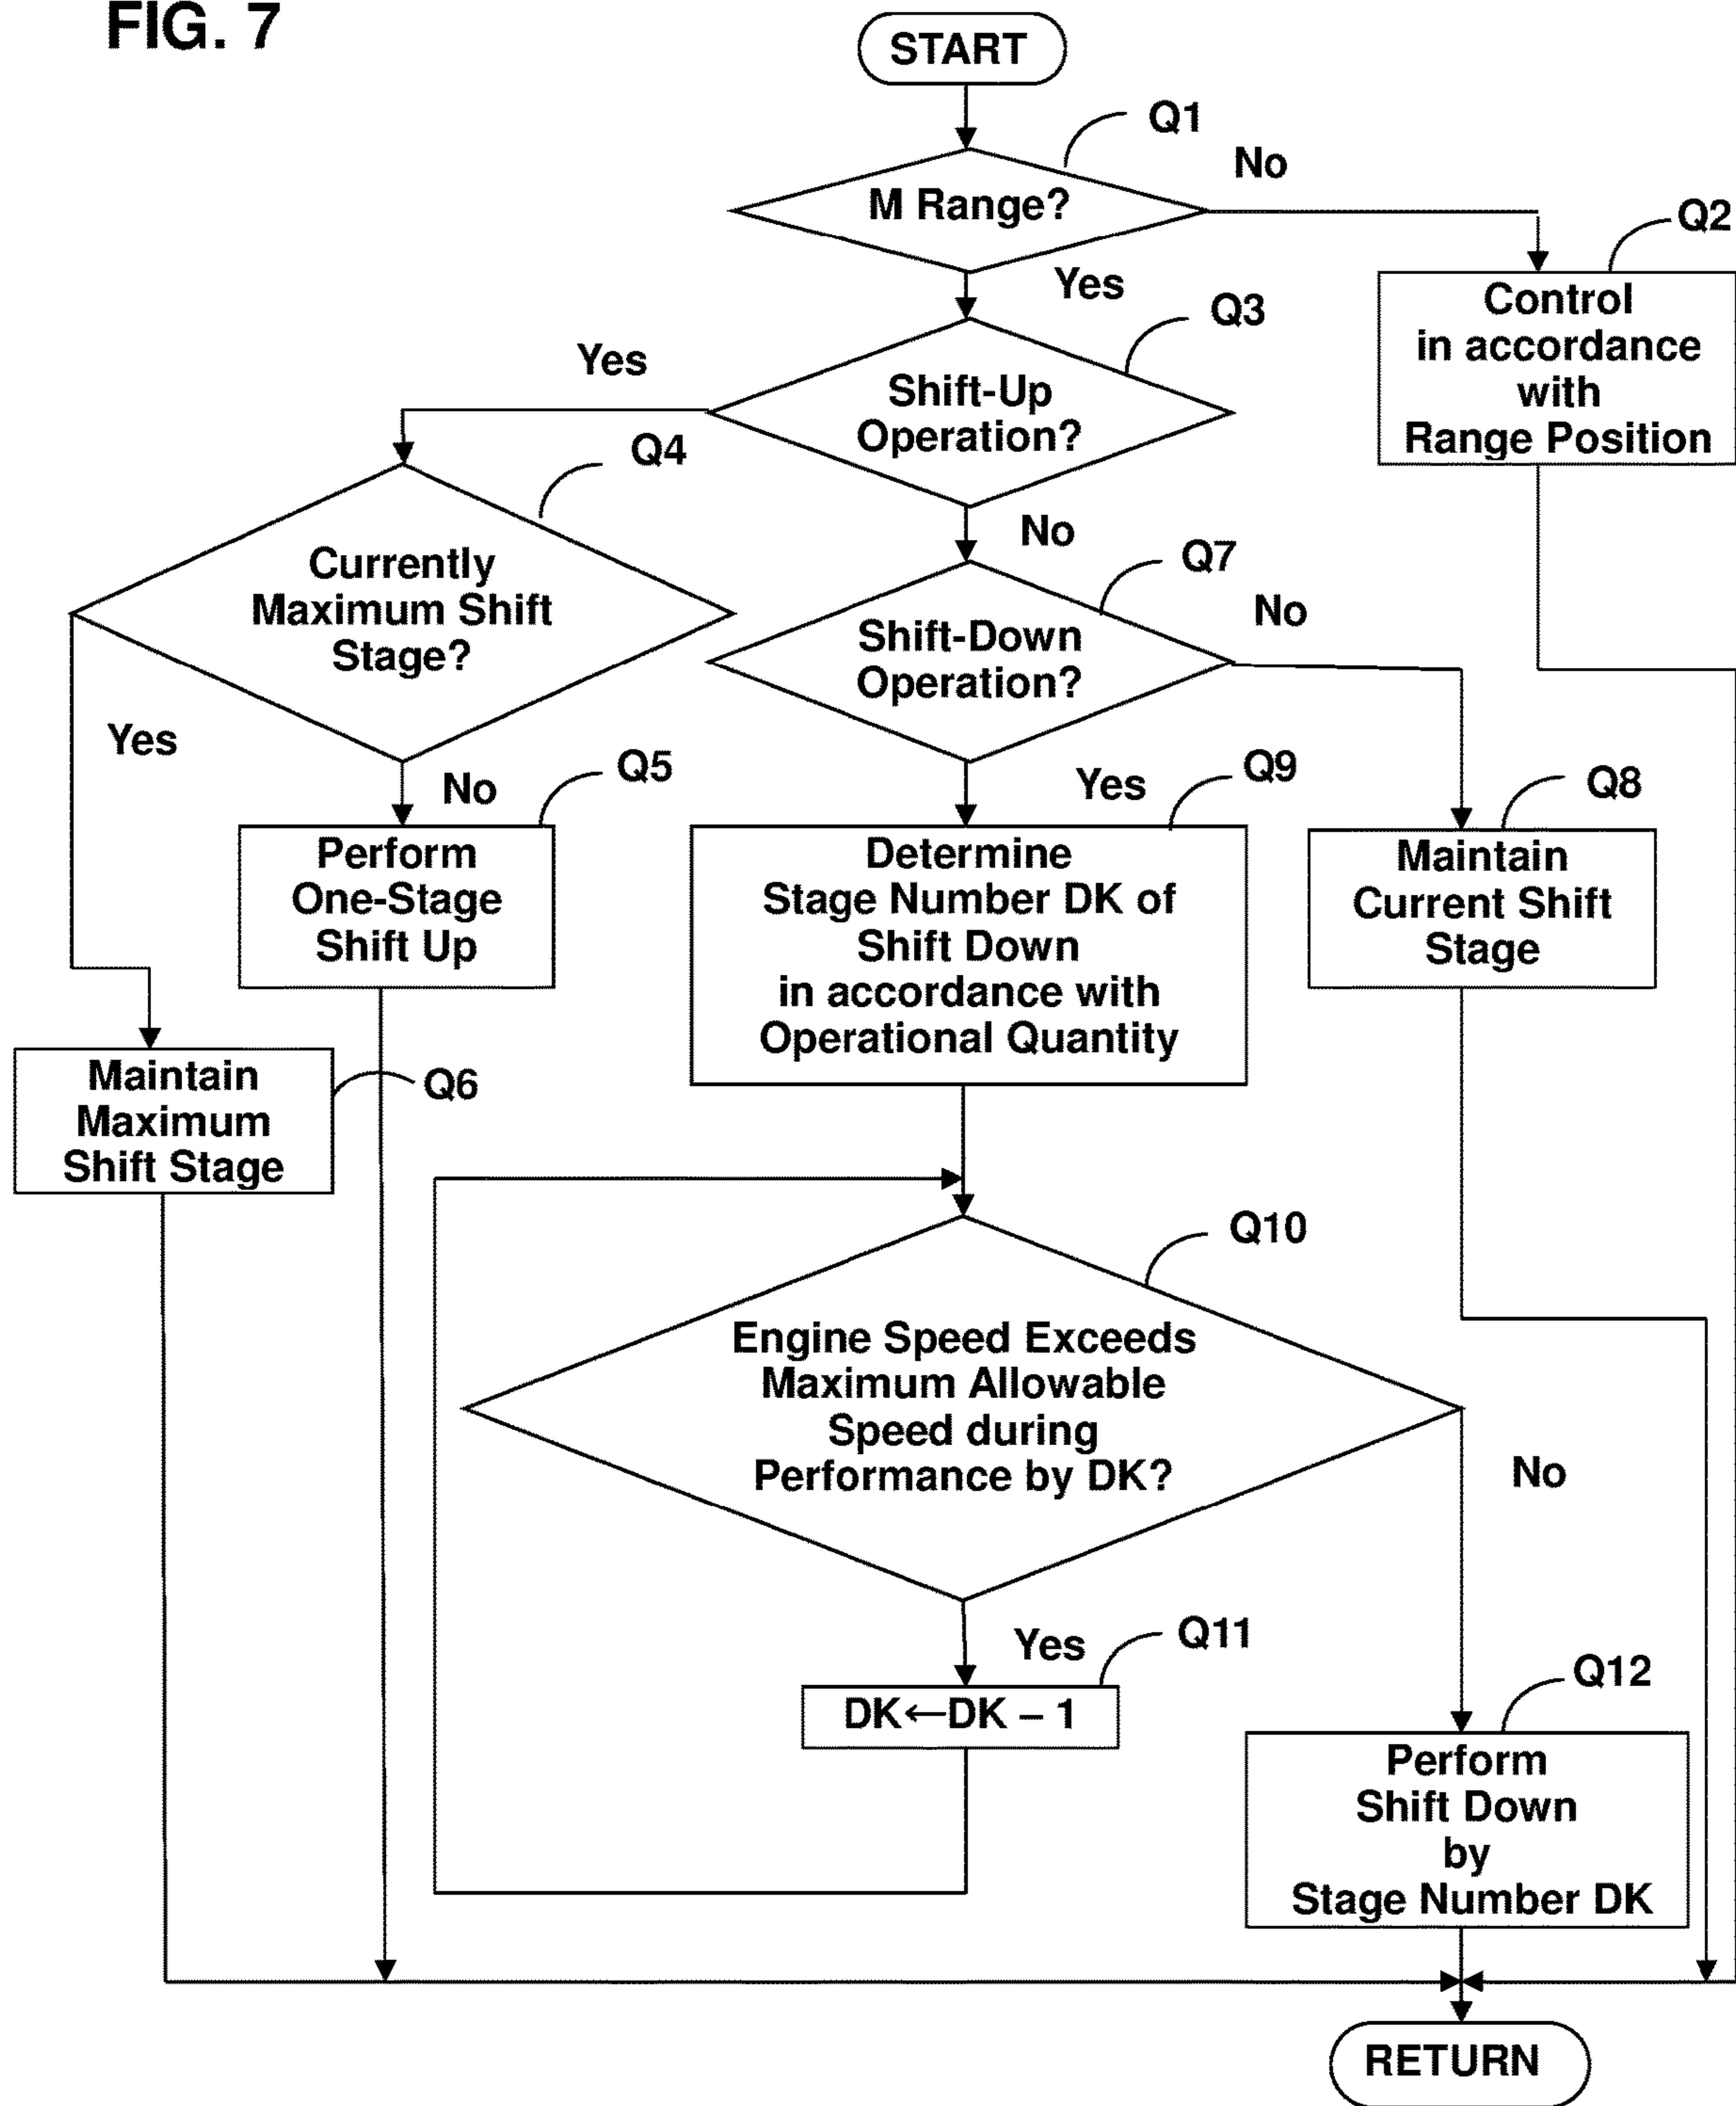 FIG. 7
START
Q1
M Range?
No
Yes
Q2
Control
in accordance
with
Range Position
Q3
Shift-Up
Operation?
Yes
No
Q4
Currently
Maximum Shift
Stage?
Yes
No
Q5
Perform
One-Stage
Shift Up
Q6
Maintain
Maximum
Shift Stage
Q7
Shift-Down
Operation?
No
Yes
Q8
Maintain
Current Shift
Stage
Q9
Determine
Stage Number DK of
Shift Down
in accordance with
Operational Quantity
Q10
Engine Speed Exceeds
Maximum Allowable
Speed during
Performance by DK?
No
Yes
Q11
DK←DK – 1
Q12
Perform
Shift Down
by
Stage Number DK
RETURN